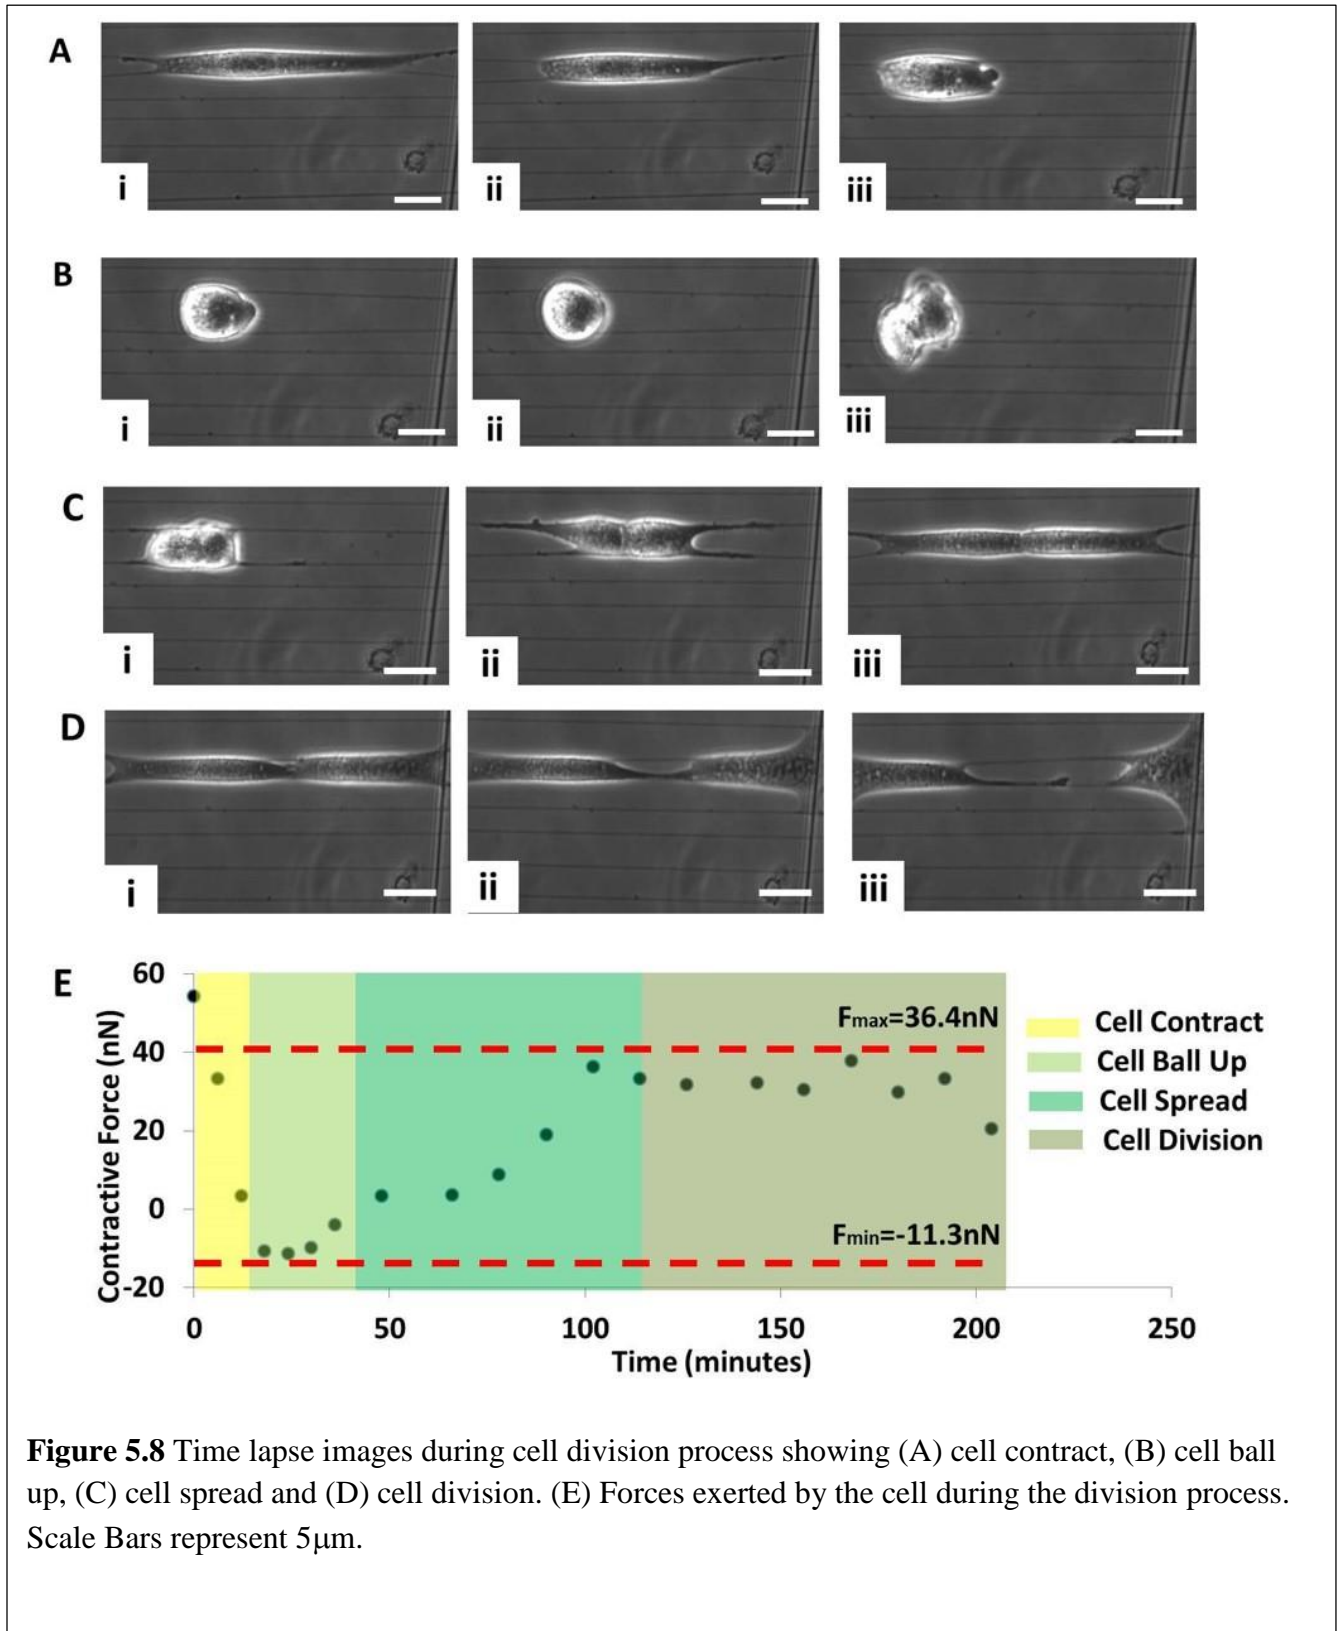 A
i
ii
iii
B
i
ii
iii
C
i
ii
iii
D
i
ii
iii
E
60
40
20
0
-20
Contractive Force (nN)
Fmax=36.4nN
Fmin=-11.3nN
0 50 100 150 200 250
Time (minutes)
Cell Contract
Cell Ball Up
Cell Spread
Cell Division
Figure 5.8 Time lapse images during cell division process showing (A) cell contract, (B) cell ball
up, (C) cell spread and (D) cell division. (E) Forces exerted by the cell during the division process.
Scale Bars represent 5μm.